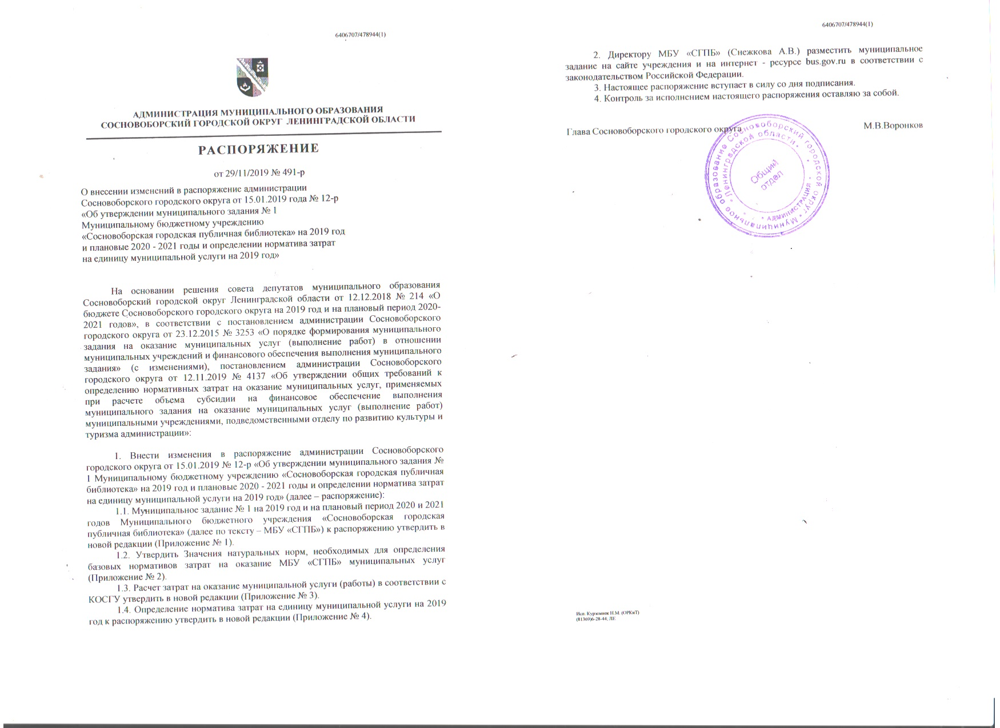 6406707/478944(1)
АДМИНИСТРАЦИЯ МУНИЦИПАЛЬНОГО ОБРАЗОВАНИЯ
СОСНОВОБОРСКИЙ ГОРОДСКОЙ ОКРУГ ЛЕНИНГРАДСКОЙ ОБЛАСТИ
РАСПОРЯЖЕНИЕ
от 29/11/2019 № 491-р
О внесении изменений в распоряжение администрации
Сосновоборского городского округа от 15.01.2019 года № 12-р
«Об утверждении муниципального задания № 1
Муниципальному бюджетному учреждению
«Сосновоборская городская публичная библиотека» на 2019 год
и плановые 2020 - 2021 годы и определении норматива затрат
на единицу муниципальной услуги на 2019 год»
На основании решения совета депутатов муниципального образования
Сосновоборский городской округ Ленинградской области от 12.12.2018 № 214 «О
бюджете Сосновоборского городского округа на 2019 год и на плановый период 2020-
2021 годов», в соответствии с постановлением администрации Сосновоборского
городского округа от 23.12.2015 № 3253 «О порядке формирования муниципального
задания на оказание муниципальных услуг (выполнение работ) в отношении
муниципальных учреждений и финансового обеспечения выполнения муниципального
задания» (с изменениями), постановлением администрации Сосновоборского
городского округа от 12.11.2019 № 4137 «Об утверждении общих требований к
определению нормативных затрат на оказание муниципальных услуг, применяемых
при расчете объема субсидии на финансовое обеспечение выполнения
муниципального задания на оказание муниципальных услуг (выполнение работ)
муниципальными учреждениями, подведомственными отделу по развитию культуры и
туризма администрации»:
1. Внести изменения в распоряжение администрации Сосновоборского
городского округа от 15.01.2019 № 12-р «Об утверждении муниципального задания №
1 Муниципальному бюджетному учреждению «Сосновоборская городская публичная
библиотека» на 2019 год и плановые 2020 - 2021 годы и определении норматива затрат
на единицу муниципальной услуги на 2019 год» (далее – распоряжение):
1.1. Муниципальное задание № 1 на 2019 год и на плановый период 2020 и 2021
годов Муниципального бюджетного учреждения «Сосновоборская городская
публичная библиотека» (далее по тексту – МБУ «СГПБ») к распоряжению утвердить в
новой редакции (Приложение № 1).
1.2. Утвердить Значения натуральных норм, необходимых для определения
базовых нормативов затрат на оказание МБУ «СГПБ» муниципальных услуг
(Приложение № 2).
1.3. Расчет затрат на оказание муниципальной услуги (работы) в соответствии с
КОСГУ утвердить в новой редакции (Приложение № 3).
1.4. Определение норматива затрат на единицу муниципальной услуги на 2019
год к распоряжению утвердить в новой редакции (Приложение № 4).
6406707/478944(1)
2. Директору МБУ «СГПБ» (Снежкова А.В.) разместить муниципальное
задание на сайте учреждения и на интернет - ресурсе bus.gov.ru в соответствии с
законодательством Российской Федерации.
3. Настоящее распоряжение вступает в силу со дня подписания.
4. Контроль за исполнением настоящего распоряжения оставляю за собой.
Глава Сосновоборского городского округа М.В.Воронков
Муниципальное образование Сосновоборский городской округ
Ленинградской области
АДМИНИСТРАЦИЯ
Общий
отдел
Исп. Куземник Н.М. (ОРКиТ)
(81369)6-28-44; ЛЕ